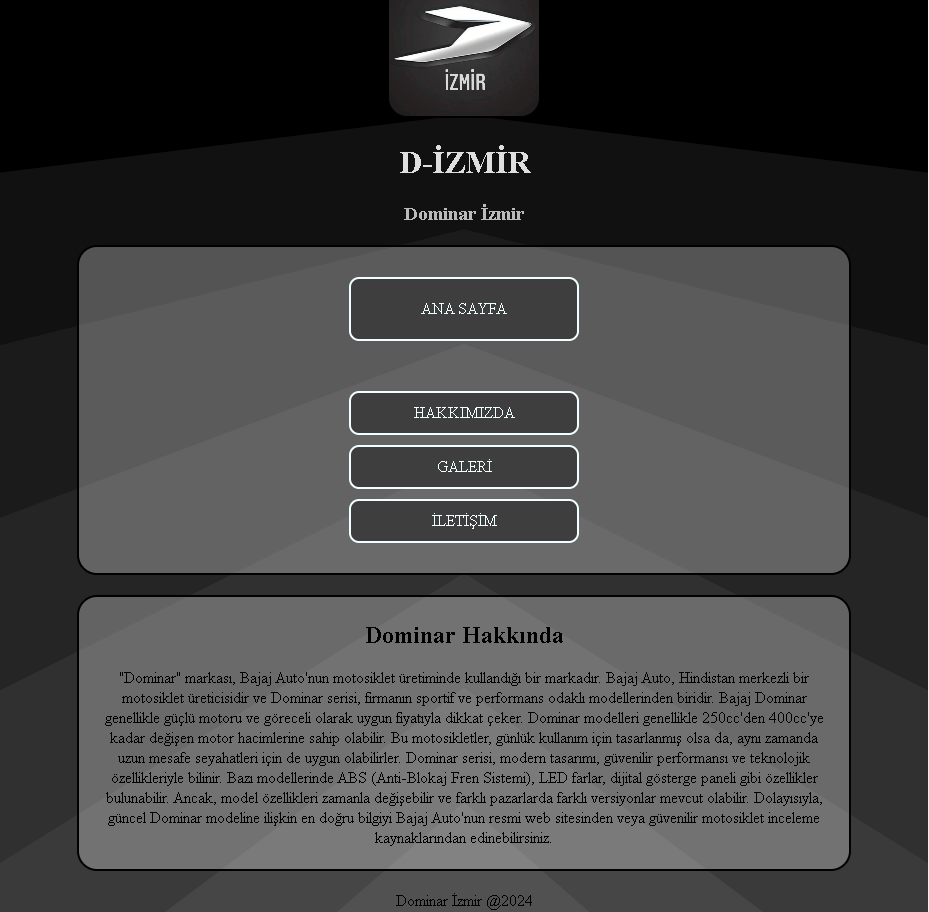 İZMİR
D-İZMİR
Dominar İzmir
ANA SAYFA
HAKKIMIZDA
GALERİ
İLETİŞİM
Dominar Hakkında
"Dominar" markası, Bajaj Auto'nun motosiklet üretiminde kullandığı bir markadır. Bajaj Auto, Hindistan merkezli bir
motosiklet üreticisidir ve Dominar serisi, firmanın sportif ve performans odaklı modellerinden biridir. Bajaj Dominar
genellikle güçlü motoru ve göreceli olarak uygun fiyatıyla dikkat çeker. Dominar modelleri genellikle 250cc'den 400cc'ye
kadar değişen motor hacimlerine sahip olabilir. Bu motosikletler, günlük kullanım için tasarlanmış olsa da, aynı zamanda
uzun mesafe seyahatleri için de uygun olabilirler. Dominar serisi, modern tasarımı, güvenilir performansı ve teknolojik
özellikleriyle bilinir. Bazı modellerinde ABS (Anti-Blokaj Fren Sistemi), LED farlar, dijital gösterge paneli gibi özellikler
bulunabilir. Ancak, model özellikleri zamanla değişebilir ve farklı pazarlarda farklı versiyonlar mevcut olabilir. Dolayısıyla,
güncel Dominar modeline ilişkin en doğru bilgiyi Bajaj Auto'nun resmi web sitesinden veya güvenilir motosiklet inceleme
kaynaklarından edinebilirsiniz.
Dominar İzmir @2024